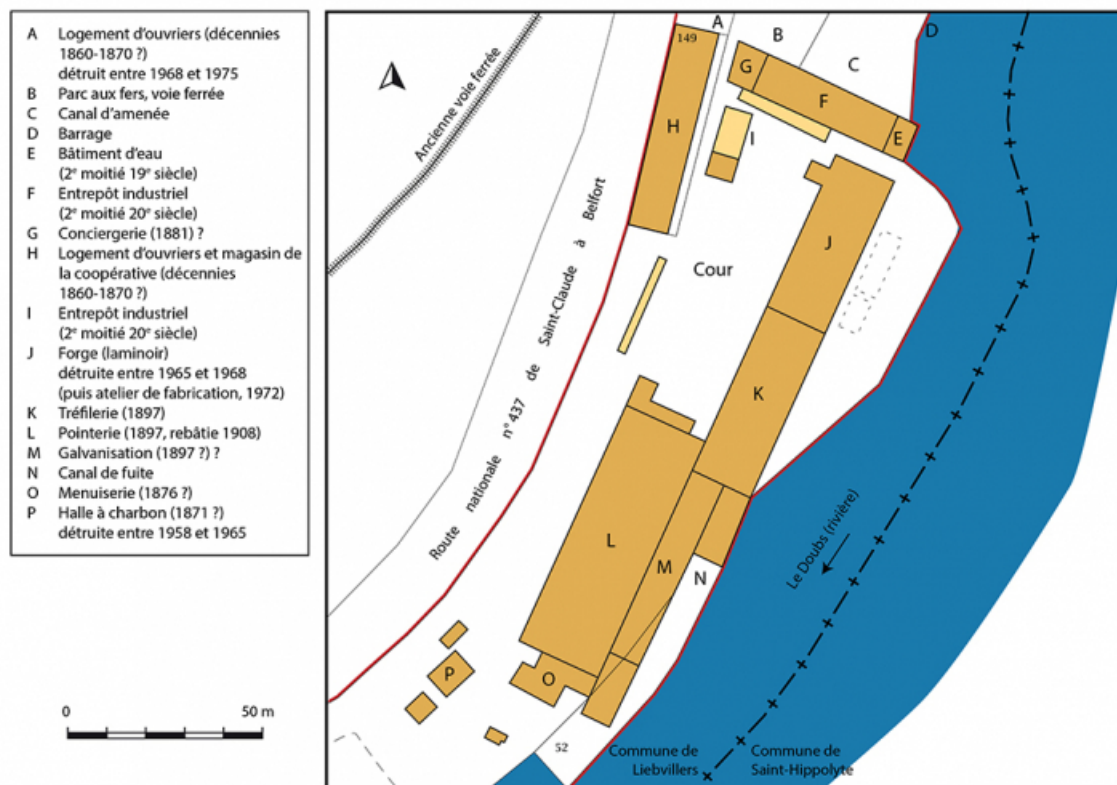 A Logement d'ouvriers (décennies
1860-1870 ?)
détruit entre 1968 et 1975
B Parc aux fers, voie ferrée
C Canal d'amenée
D Barrage
E Bâtiment d'eau
(2e moitié 19e siècle)
F Entrepôt industriel
(2e moitié 20e siècle)
G Conciergerie (1881) ?
H Logement d'ouvriers et magasin de
la coopérative (décennies
1860-1870 ?)
I Entrepôt industriel
(2e moitié 20e siècle)
J Forge (laminoir)
détruite entre 1965 et 1968
(puis atelier de fabrication, 1972)
K Tréfilerie (1897)
L Pointerie (1897, rebâtie 1908)
M Galvanisation (1897 ?) ?
N Canal de fuite
O Menuiserie (1876 ?)
P Halle à charbon (1871 ?)
détruite entre 1958 et 1965
0 50 m
A
149
B
D
C
G
F
E
H
I
J
Ancienne voie ferrée
Cour
Route nationale n° 437 de Saint-Claude à Belfort
K
L
M
N
Le Doubs (rivière)
P
O
52
Commune de
Liebvillers
Commune de
Saint-Hippolyte